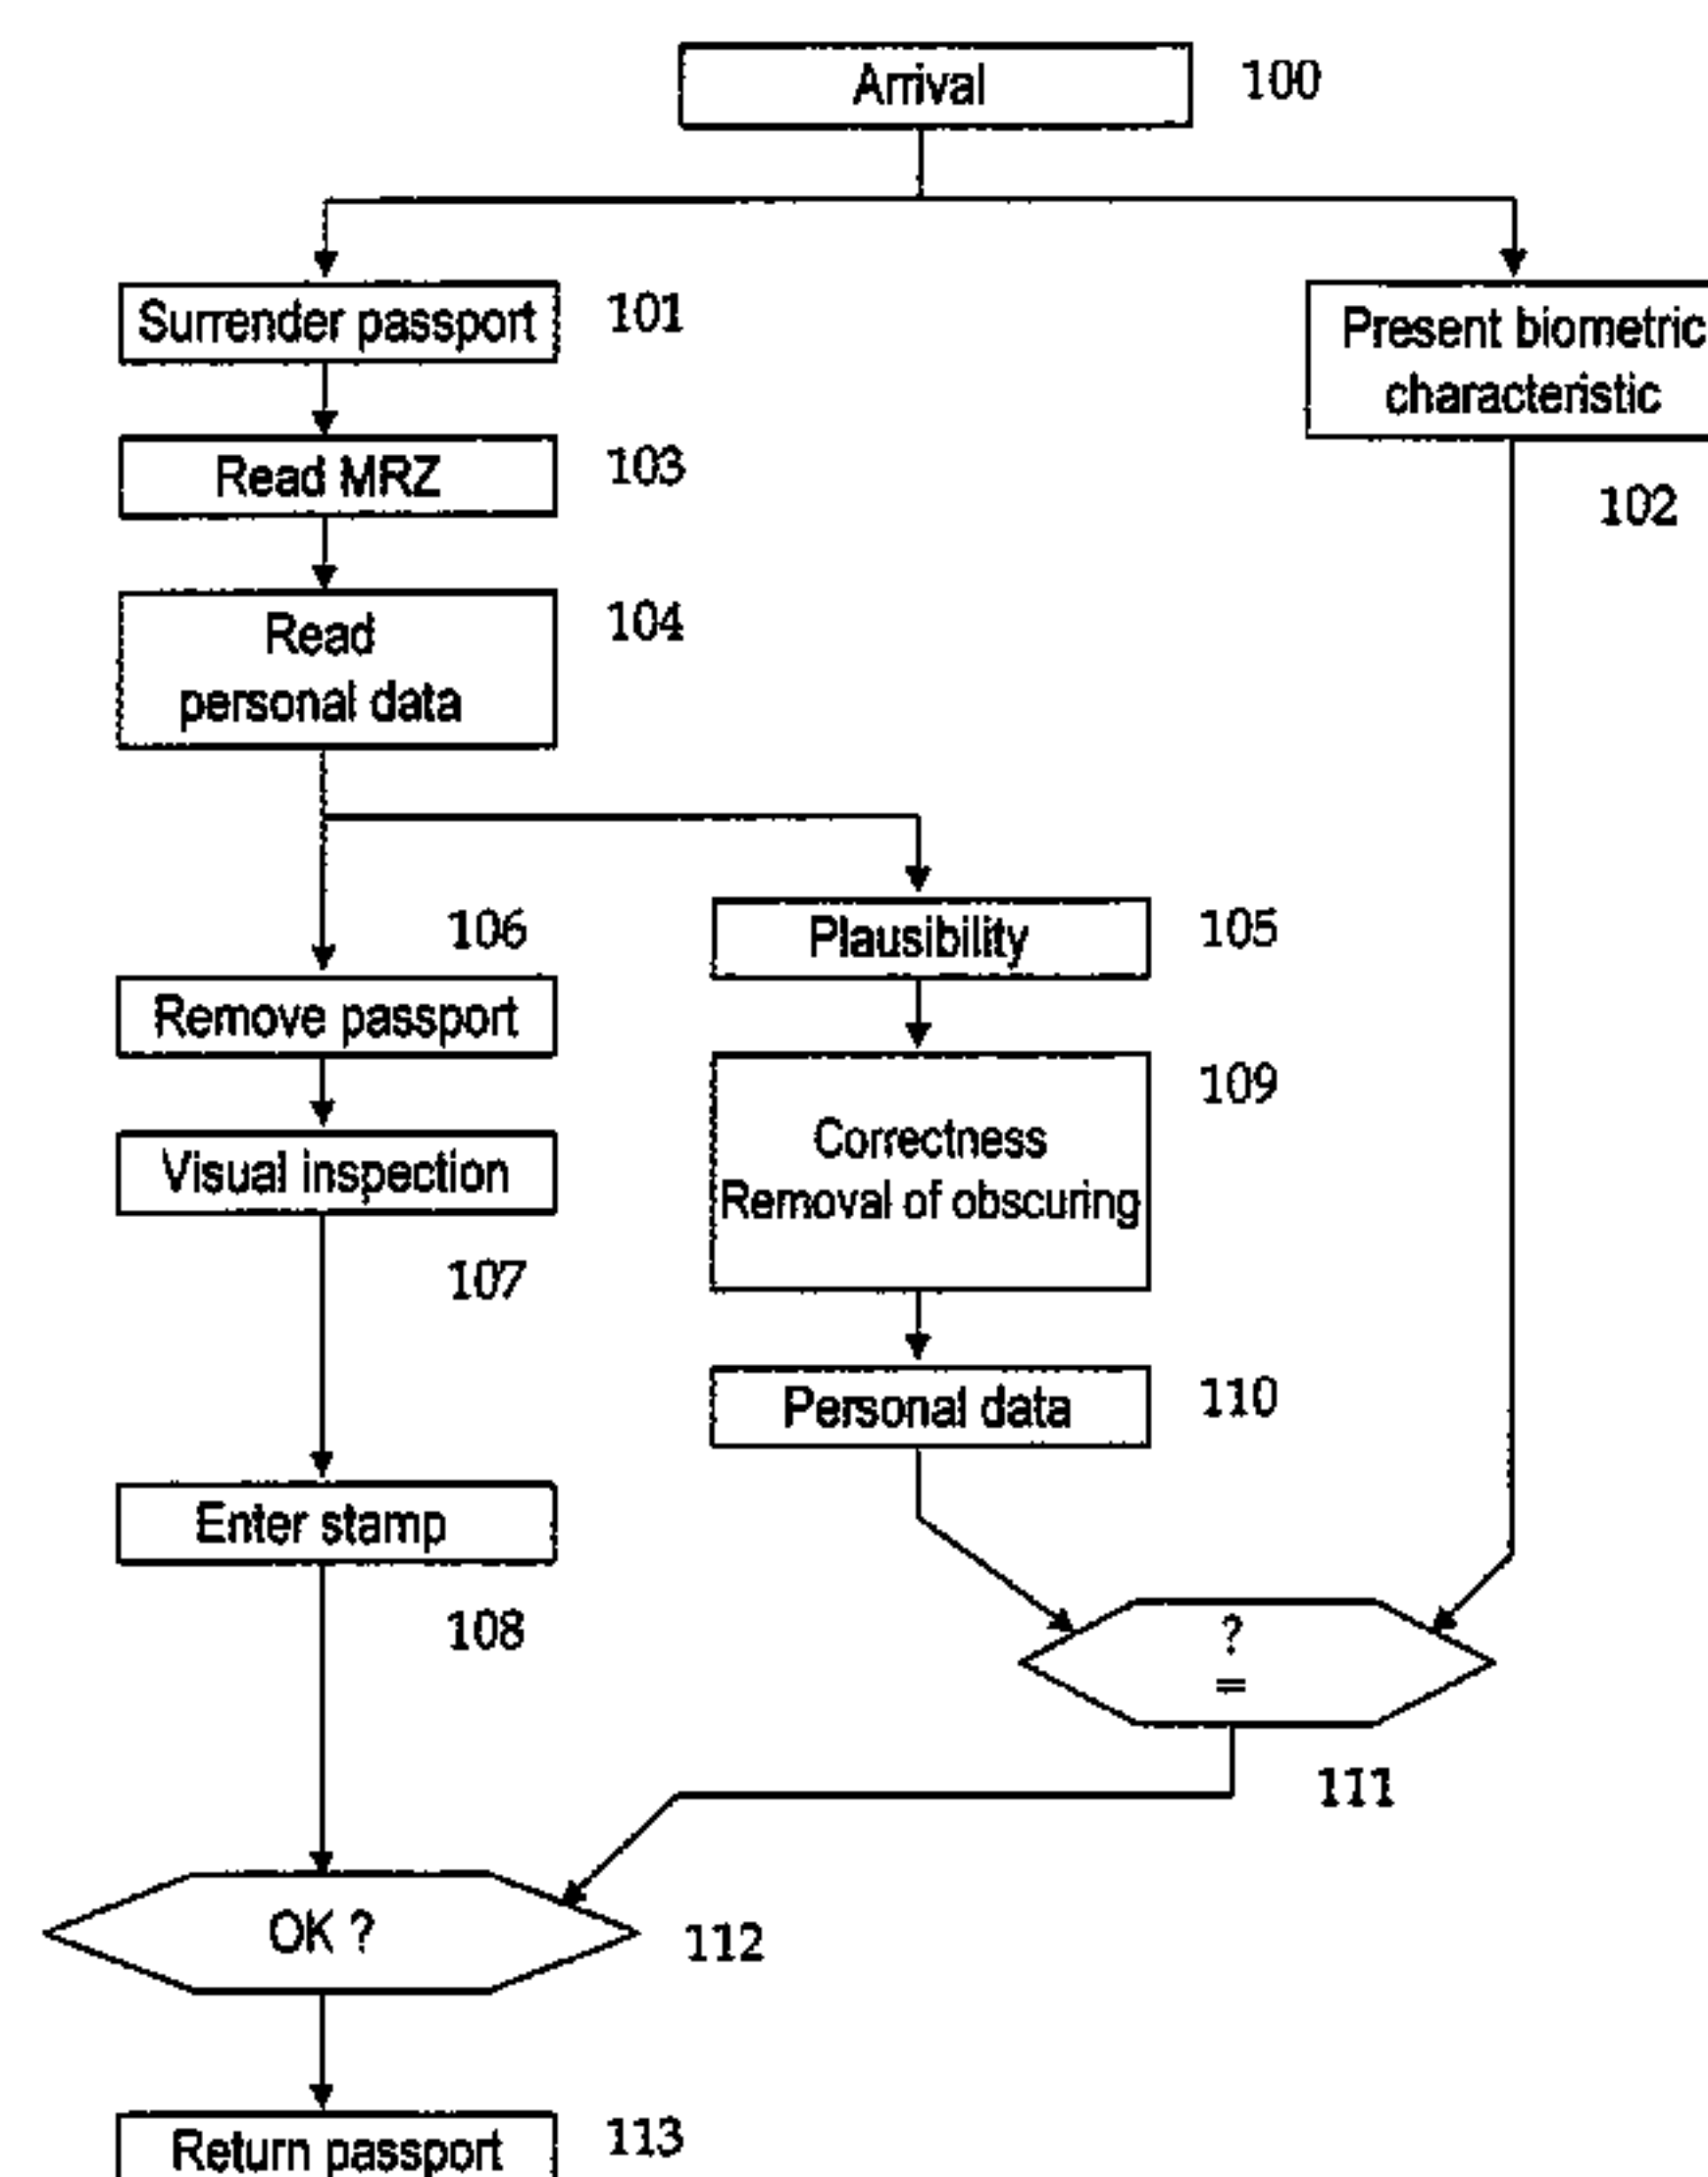 Arrival
100
Surrender passport
101
Present biometric
characteristic
102
Read MRZ
103
Read
personal data
104
106
Plausibility
105
Remove passport
Correctness
Removal of obscuring
109
Visual inspection
107
Personal data
110
Enter stamp
108
?
=
111
OK ?
112
Return passport
113